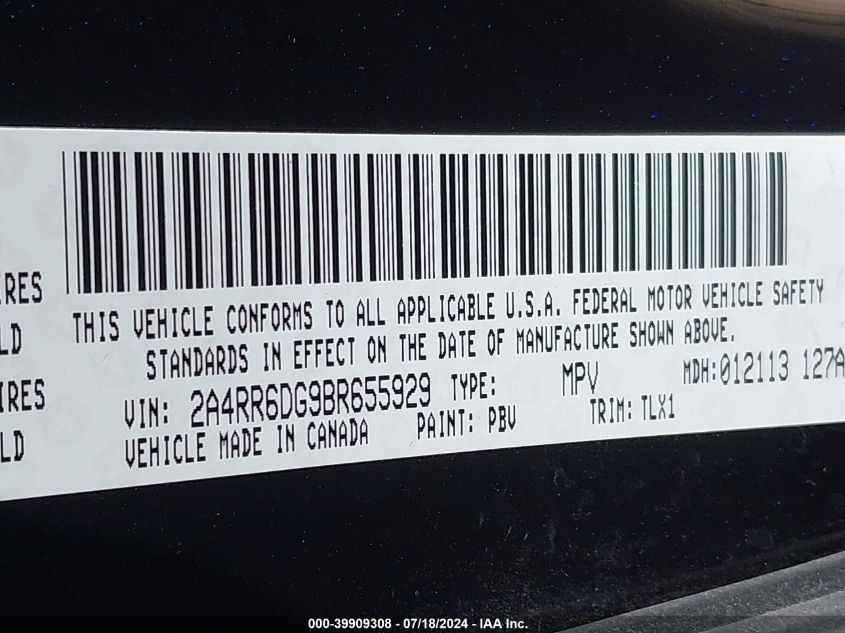 IRES
LD
IRES
LD
THIS VEHICLE CONFORMS TO ALL APPLICABLE U.S.A. FEDERAL MOTOR VEHICLE SAFETY
STANDARDS IN EFFECT ON THE DATE OF MANUFACTURE SHOWN ABOVE.
VIN: 2A4RR6DG9BR655929 TYPE: MPV MDH:012113 127A
VEHICLE MADE IN CANADA PAINT: PBV TRIM: TLX1
000-39909308 - 07/18/2024 - IAA Inc.